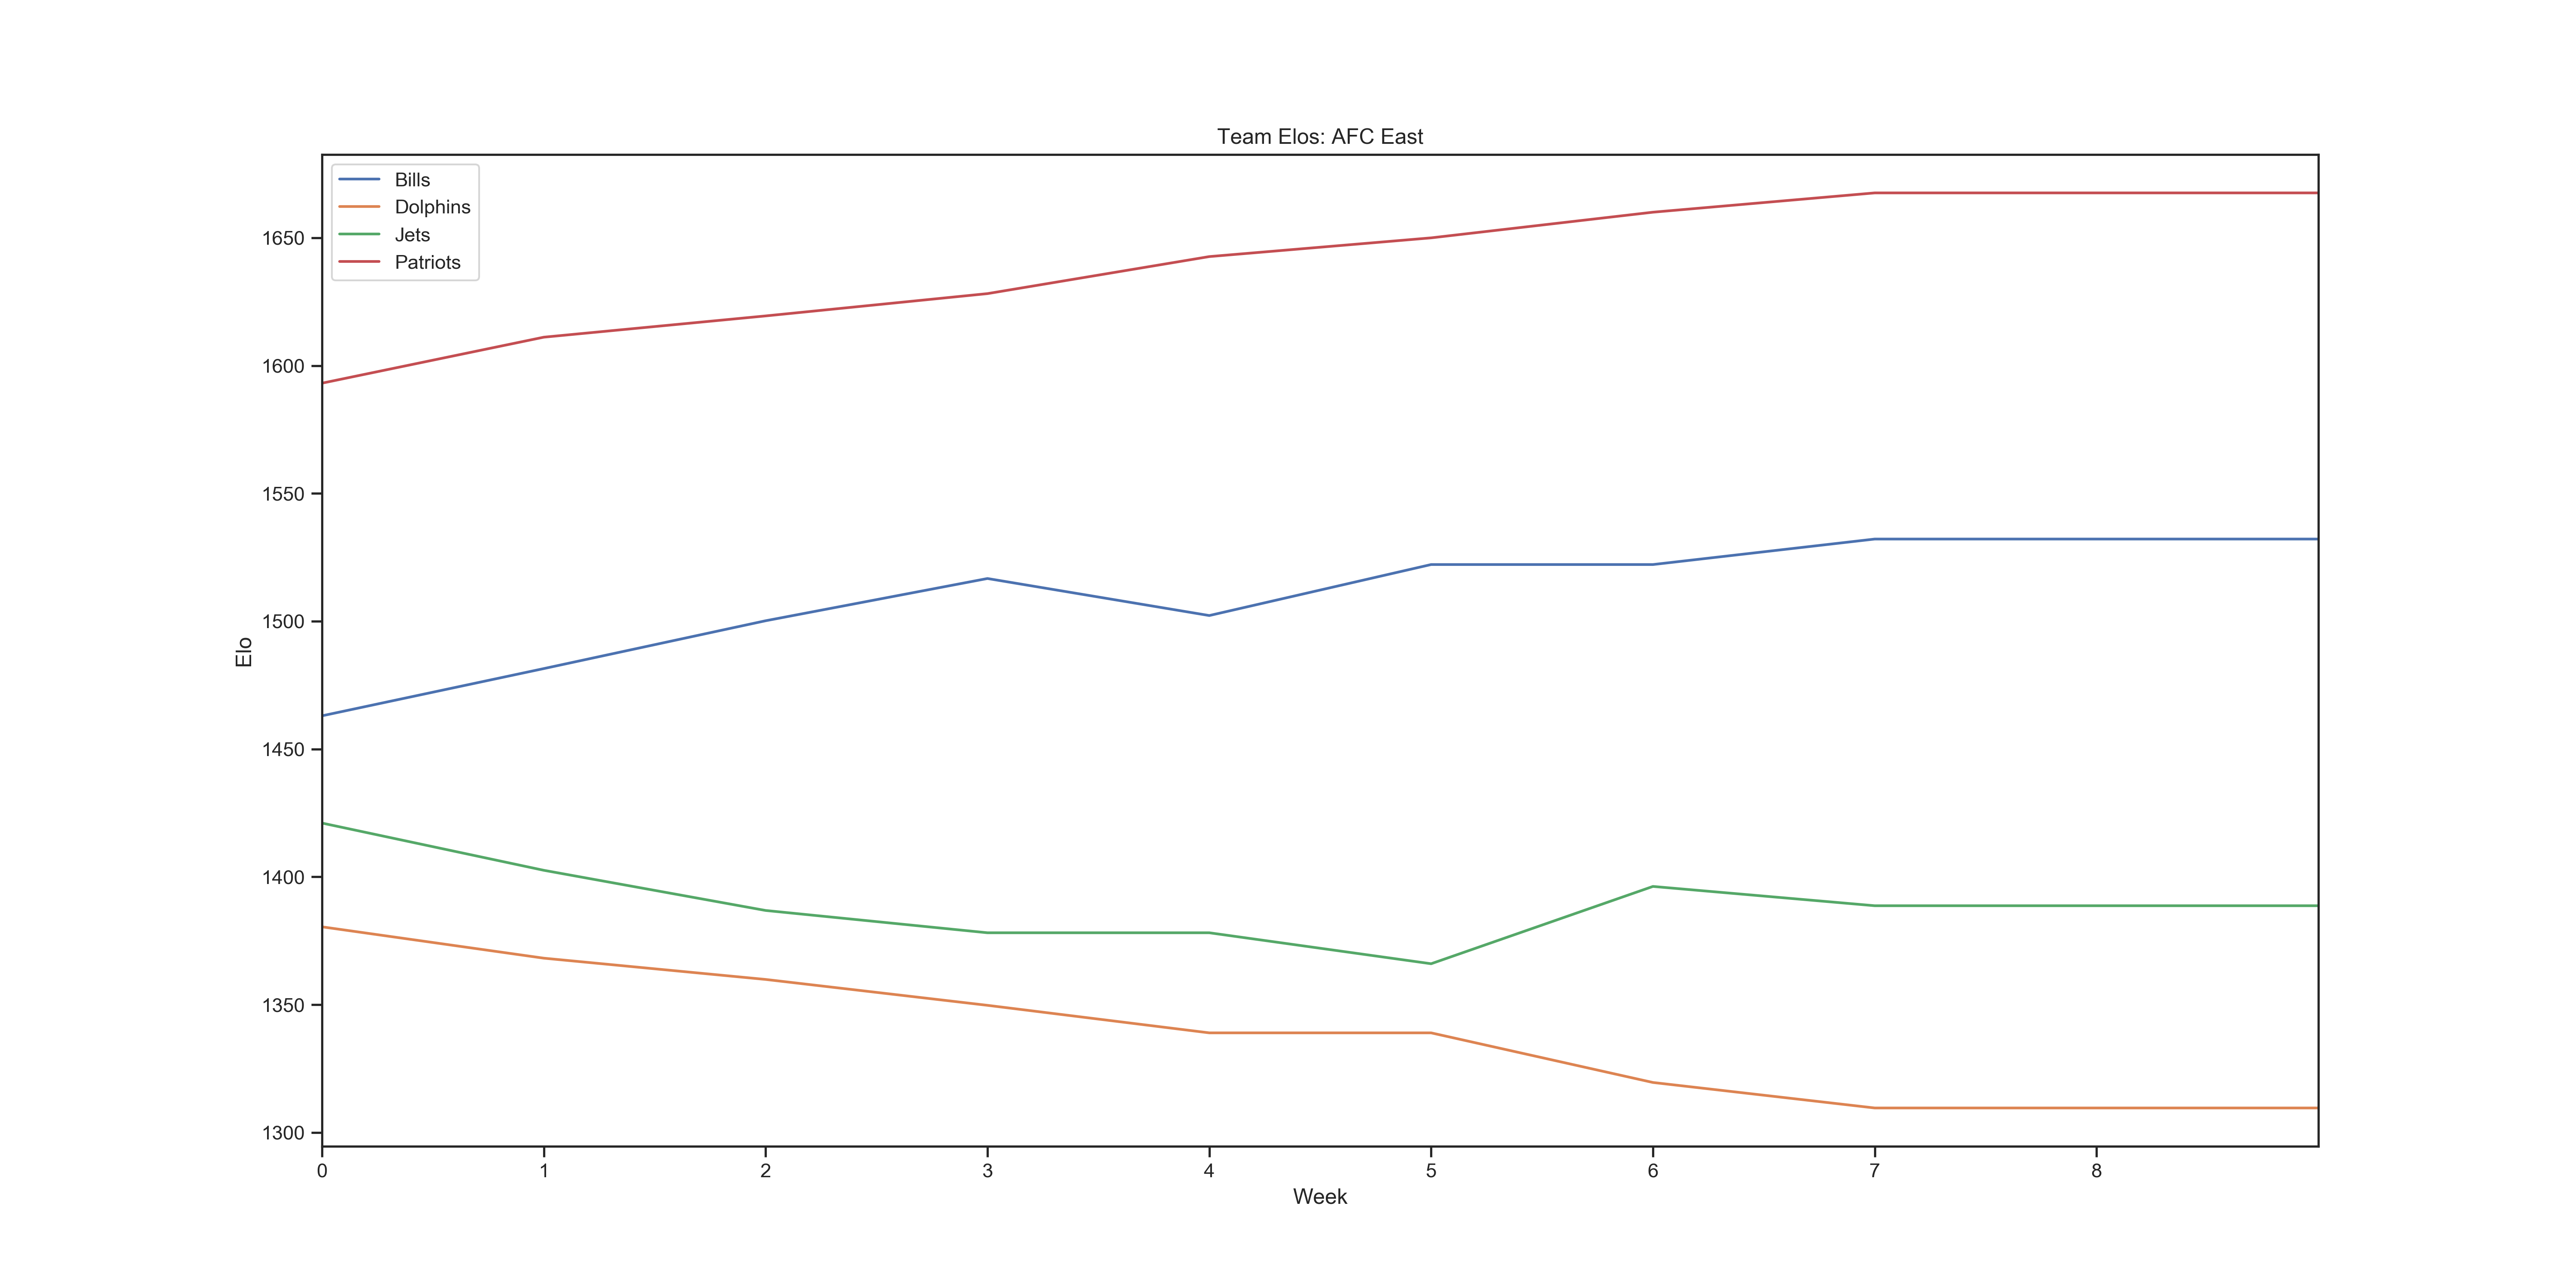 Team Elos: AFC East
Bills
Dolphins
Jets
Patriots
1650
1600
1550
1500
1450
1400
1350
1300
Elo
0 1 2 3 4 5 6 7 8
Week